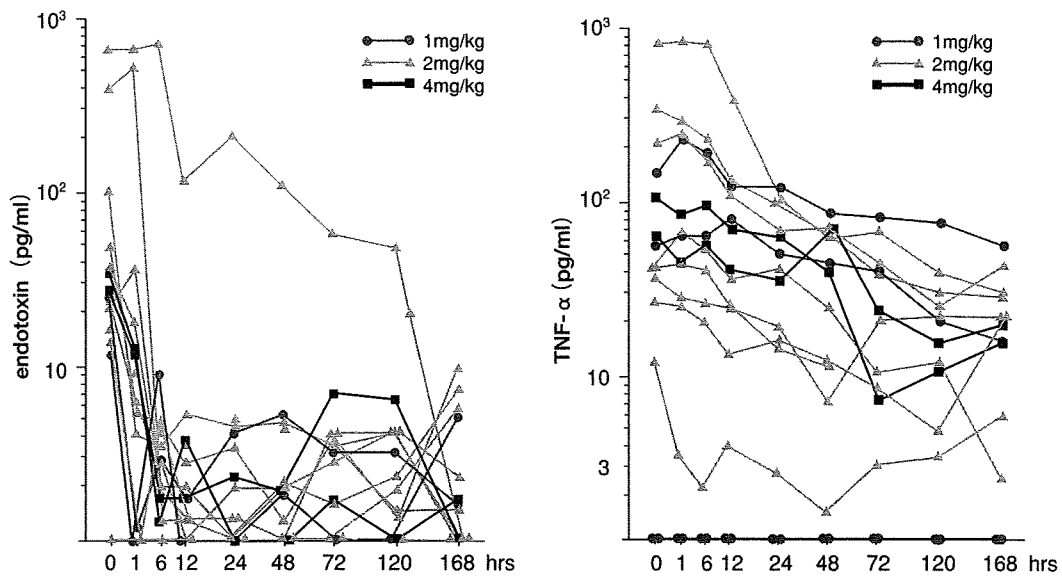 10³
10²
10
endotoxin (pg/ml)
1mg/kg
2mg/kg
4mg/kg
0 1 6 12 24 48 72 120 168 hrs
10³
10²
10
3
TNF-α (pg/ml)
1mg/kg
2mg/kg
4mg/kg
0 1 6 12 24 48 72 120 168 hrs